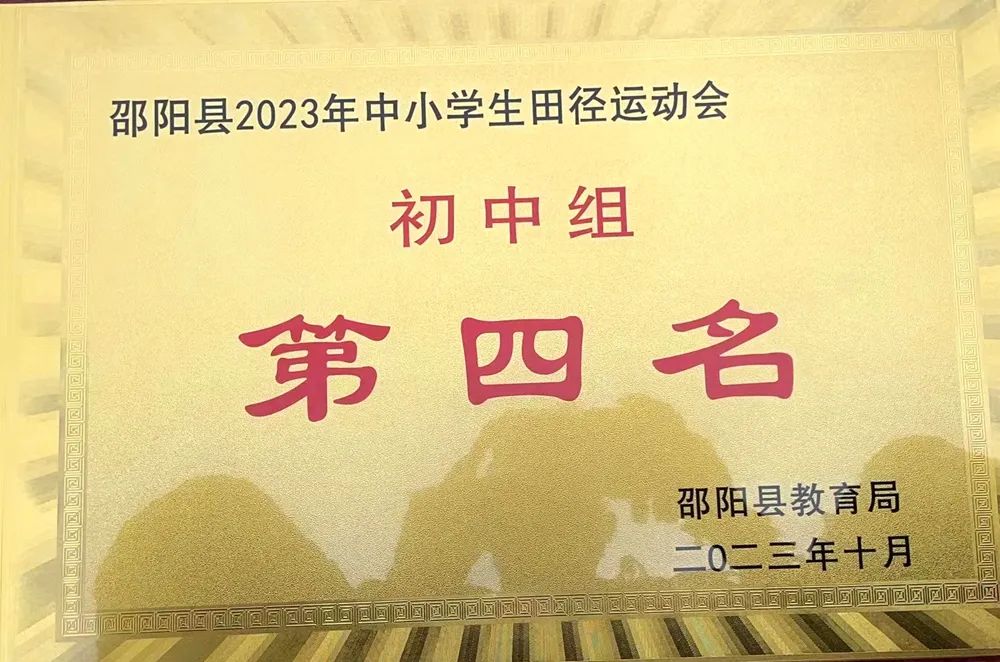 邵阳县2023年中小学生田径运动会
初中组
第四名
邵阳县教育局
二〇二三年十月